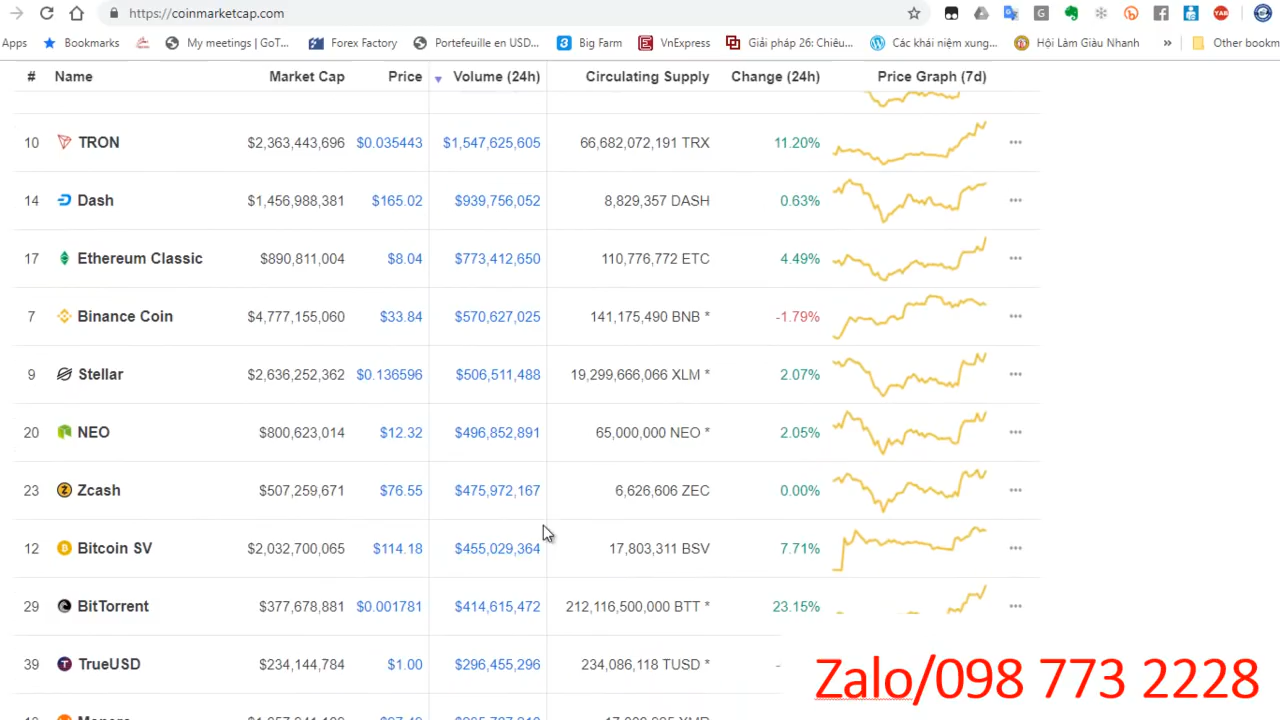 https://coinmarketcap.com
Apps Bookmarks My meetings | GoT... Forex Factory Portefeuille en USD... Big Farm VnExpress Giải pháp 26: Chiêu... Các khái niệm xung... Hội Làm Giàu Nhanh » Other bookm
# Name Market Cap Price Volume (24h) Circulating Supply Change (24h) Price Graph (7d)
10 TRON $2,363,443,696 $0.035443 $1,547,625,605 66,682,072,191 TRX 11.20%
14 Dash $1,456,988,381 $165.02 $939,756,052 8,829,357 DASH 0.63%
17 Ethereum Classic $890,811,004 $8.04 $773,412,650 110,776,772 ETC 4.49%
7 Binance Coin $4,777,155,060 $33.84 $570,627,025 141,175,490 BNB * -1.79%
9 Stellar $2,636,252,362 $0.136596 $506,511,488 19,299,666,066 XLM * 2.07%
20 NEO $800,623,014 $12.32 $496,852,891 65,000,000 NEO * 2.05%
23 Zcash $507,259,671 $76.55 $475,972,167 6,626,606 ZEC 0.00%
12 Bitcoin SV $2,032,700,065 $114.18 $455,029,364 17,803,311 BSV 7.71%
29 BitTorrent $377,678,881 $0.001781 $414,615,472 212,116,500,000 BTT * 23.15%
39 TrueUSD $234,144,784 $1.00 $296,455,296 234,086,118 TUSD * -
Zalo/098 773 2228